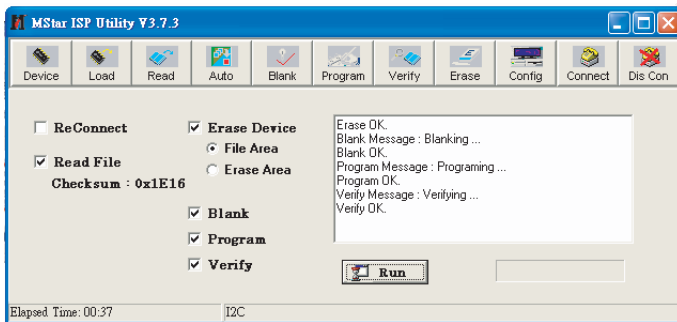 MStar ISP Utility V3.7.3
Device Load Read Auto Blank Program Verify Erase Config Connect Dis Con
ReConnect
Read File
Checksum : 0x1E16
Erase Device
File Area
Erase Area
Blank
Program
Verify
Erase OK.
Blank Message : Blanking ...
Blank OK.
Program Message : Programing ...
Program OK.
Verify Message : Verifying ...
Verify OK.
Run
Elapsed Time: 00:37 I2C